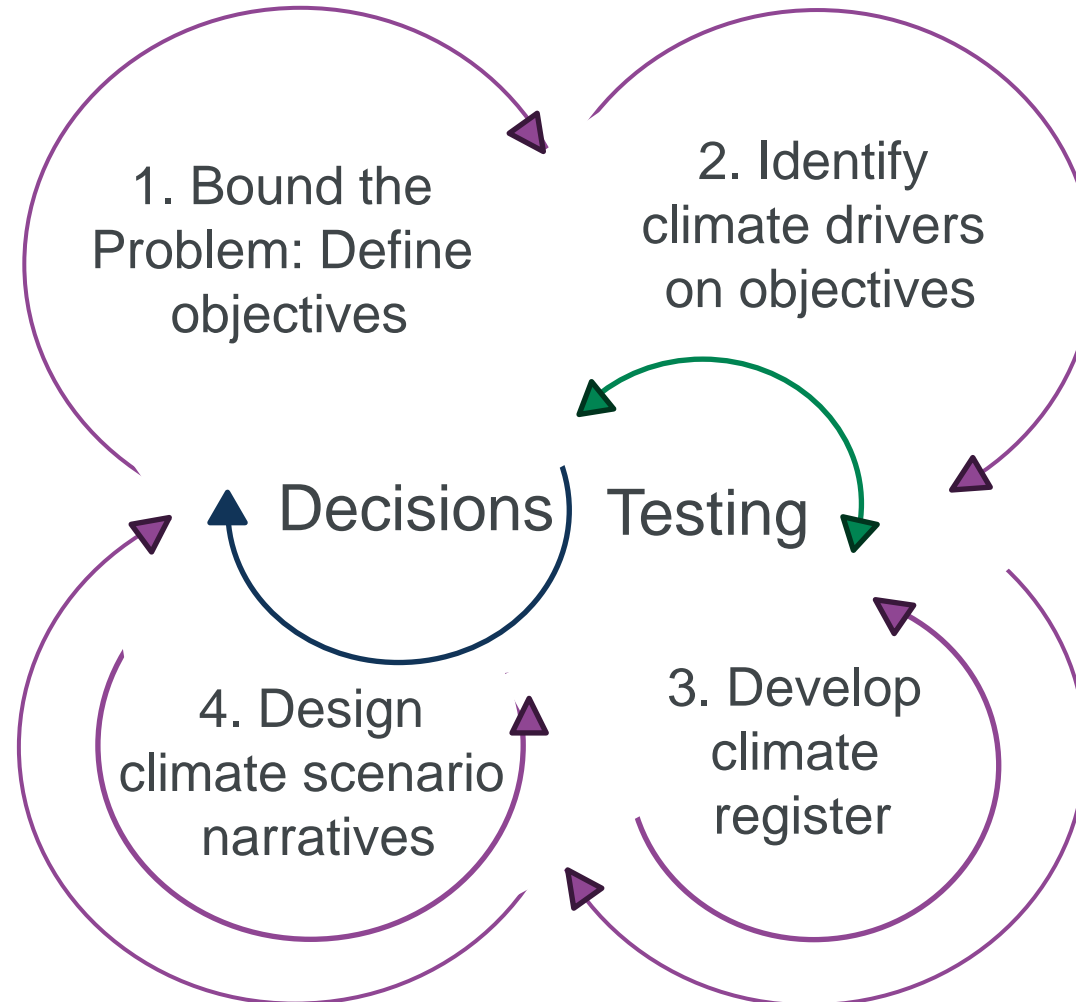 1. Bound the
Problem: Define
objectives
2. Identify
climate drivers
on objectives
Decisions
Testing
3. Develop
climate
register
4. Design
climate scenario
narratives